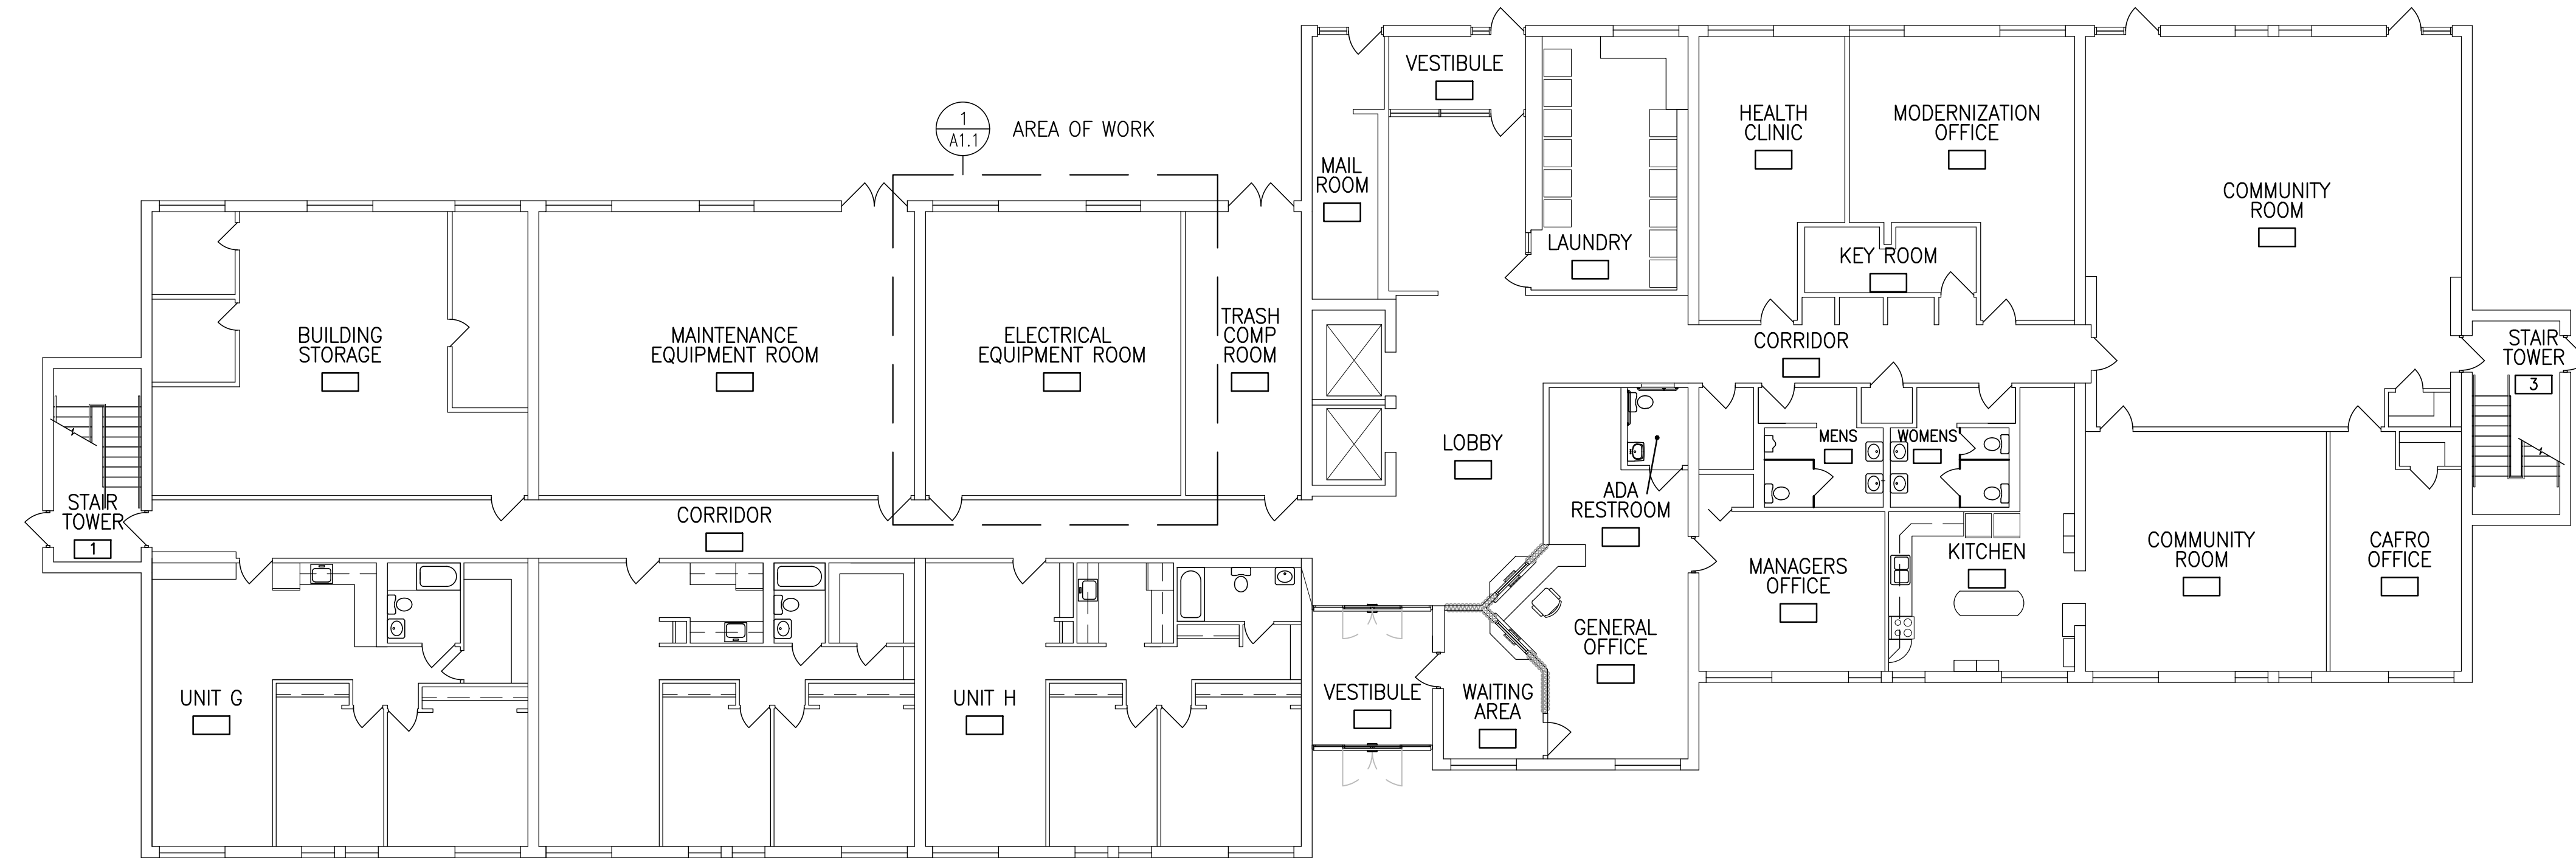 VESTIBULE
1
A1.1
AREA OF WORK
HEALTH
CLINIC
MODERNIZATION
OFFICE
MAIL
ROOM
COMMUNITY
ROOM
LAUNDRY
KEY ROOM
BUILDING
STORAGE
MAINTENANCE
EQUIPMENT ROOM
ELECTRICAL
EQUIPMENT ROOM
TRASH
COMP
ROOM
CORRIDOR
STAIR
TOWER
3
LOBBY
MENS
WOMENS
STAIR
TOWER
1
CORRIDOR
ADA
RESTROOM
MANAGERS
OFFICE
KITCHEN
COMMUNITY
ROOM
CAFRO
OFFICE
GENERAL
OFFICE
UNIT G
UNIT H
VESTIBULE
WAITING
AREA